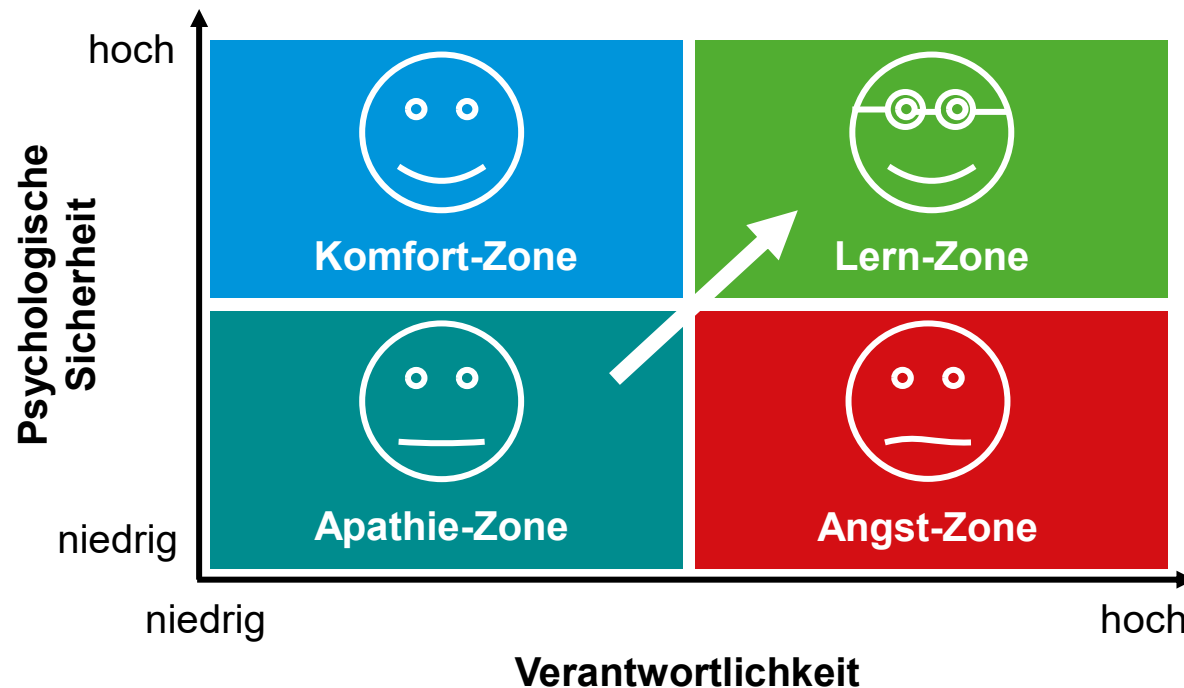 hoch
Psychologische
Sicherheit
Komfort-Zone
Lern-Zone
Apathie-Zone
Angst-Zone
niedrig
niedrig
hoch
Verantwortlichkeit